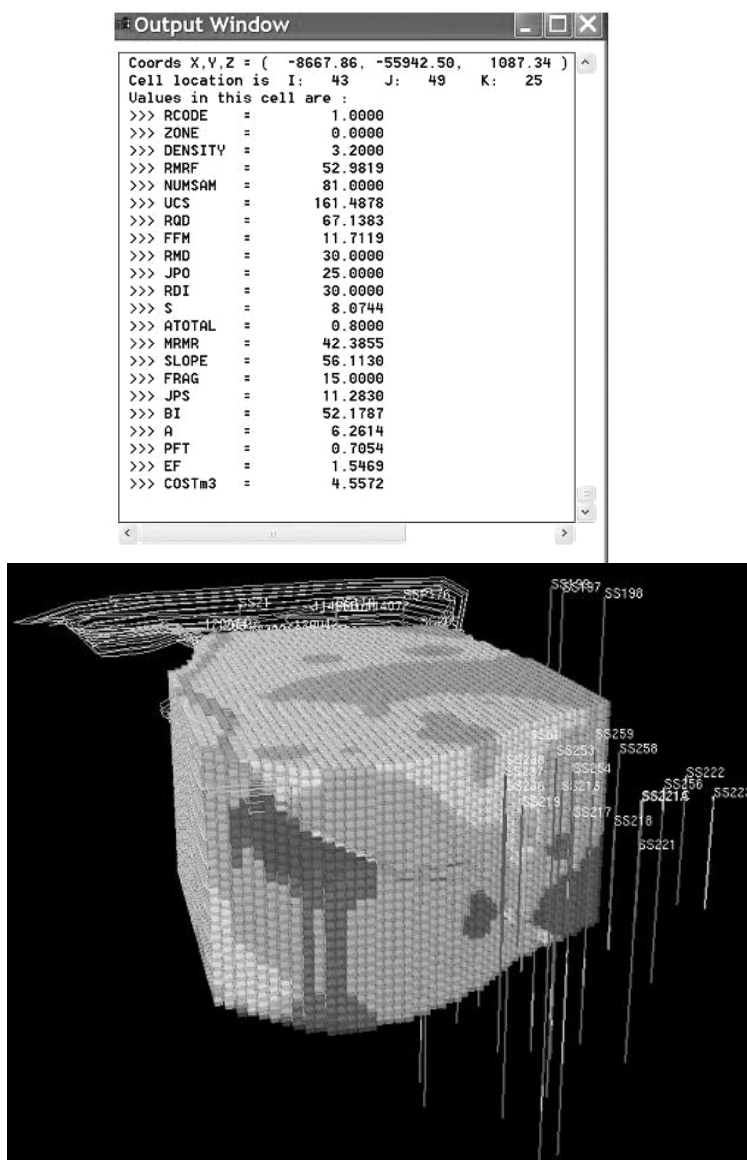 Output Window
Coords X,Y,Z = ( -8667.86, -55942.50, 1087.34 )
Cell location is I: 43 J: 49 K: 25
Values in this cell are :
>>> RCODE = 1.0000
>>> ZONE = 0.0000
>>> DENSITY = 3.2000
>>> RMRF = 52.9819
>>> NUMSAM = 81.0000
>>> UCS = 161.4878
>>> RQD = 67.1383
>>> FFM = 11.7119
>>> RMD = 30.0000
>>> JPO = 25.0000
>>> RDI = 30.0000
>>> S = 8.0744
>>> ATOTAL = 0.8000
>>> MRMR = 42.3855
>>> SLOPE = 56.1130
>>> FRAG = 15.0000
>>> JPS = 11.2830
>>> BI = 52.1787
>>> A = 6.2614
>>> PFT = 0.7054
>>> EF = 1.5469
>>> COSTm3 = 4.5572
SS197
SS198
SS21
SS259
SS253
SS258
SS254
SS222
SS256
SS219
SS217
SS218
SS221